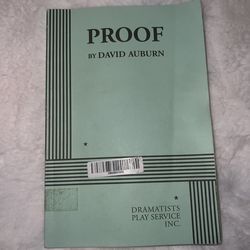 PROOF
BY DAVID AUBURN
DRAMATISTS
PLAY SERVICE
INC.